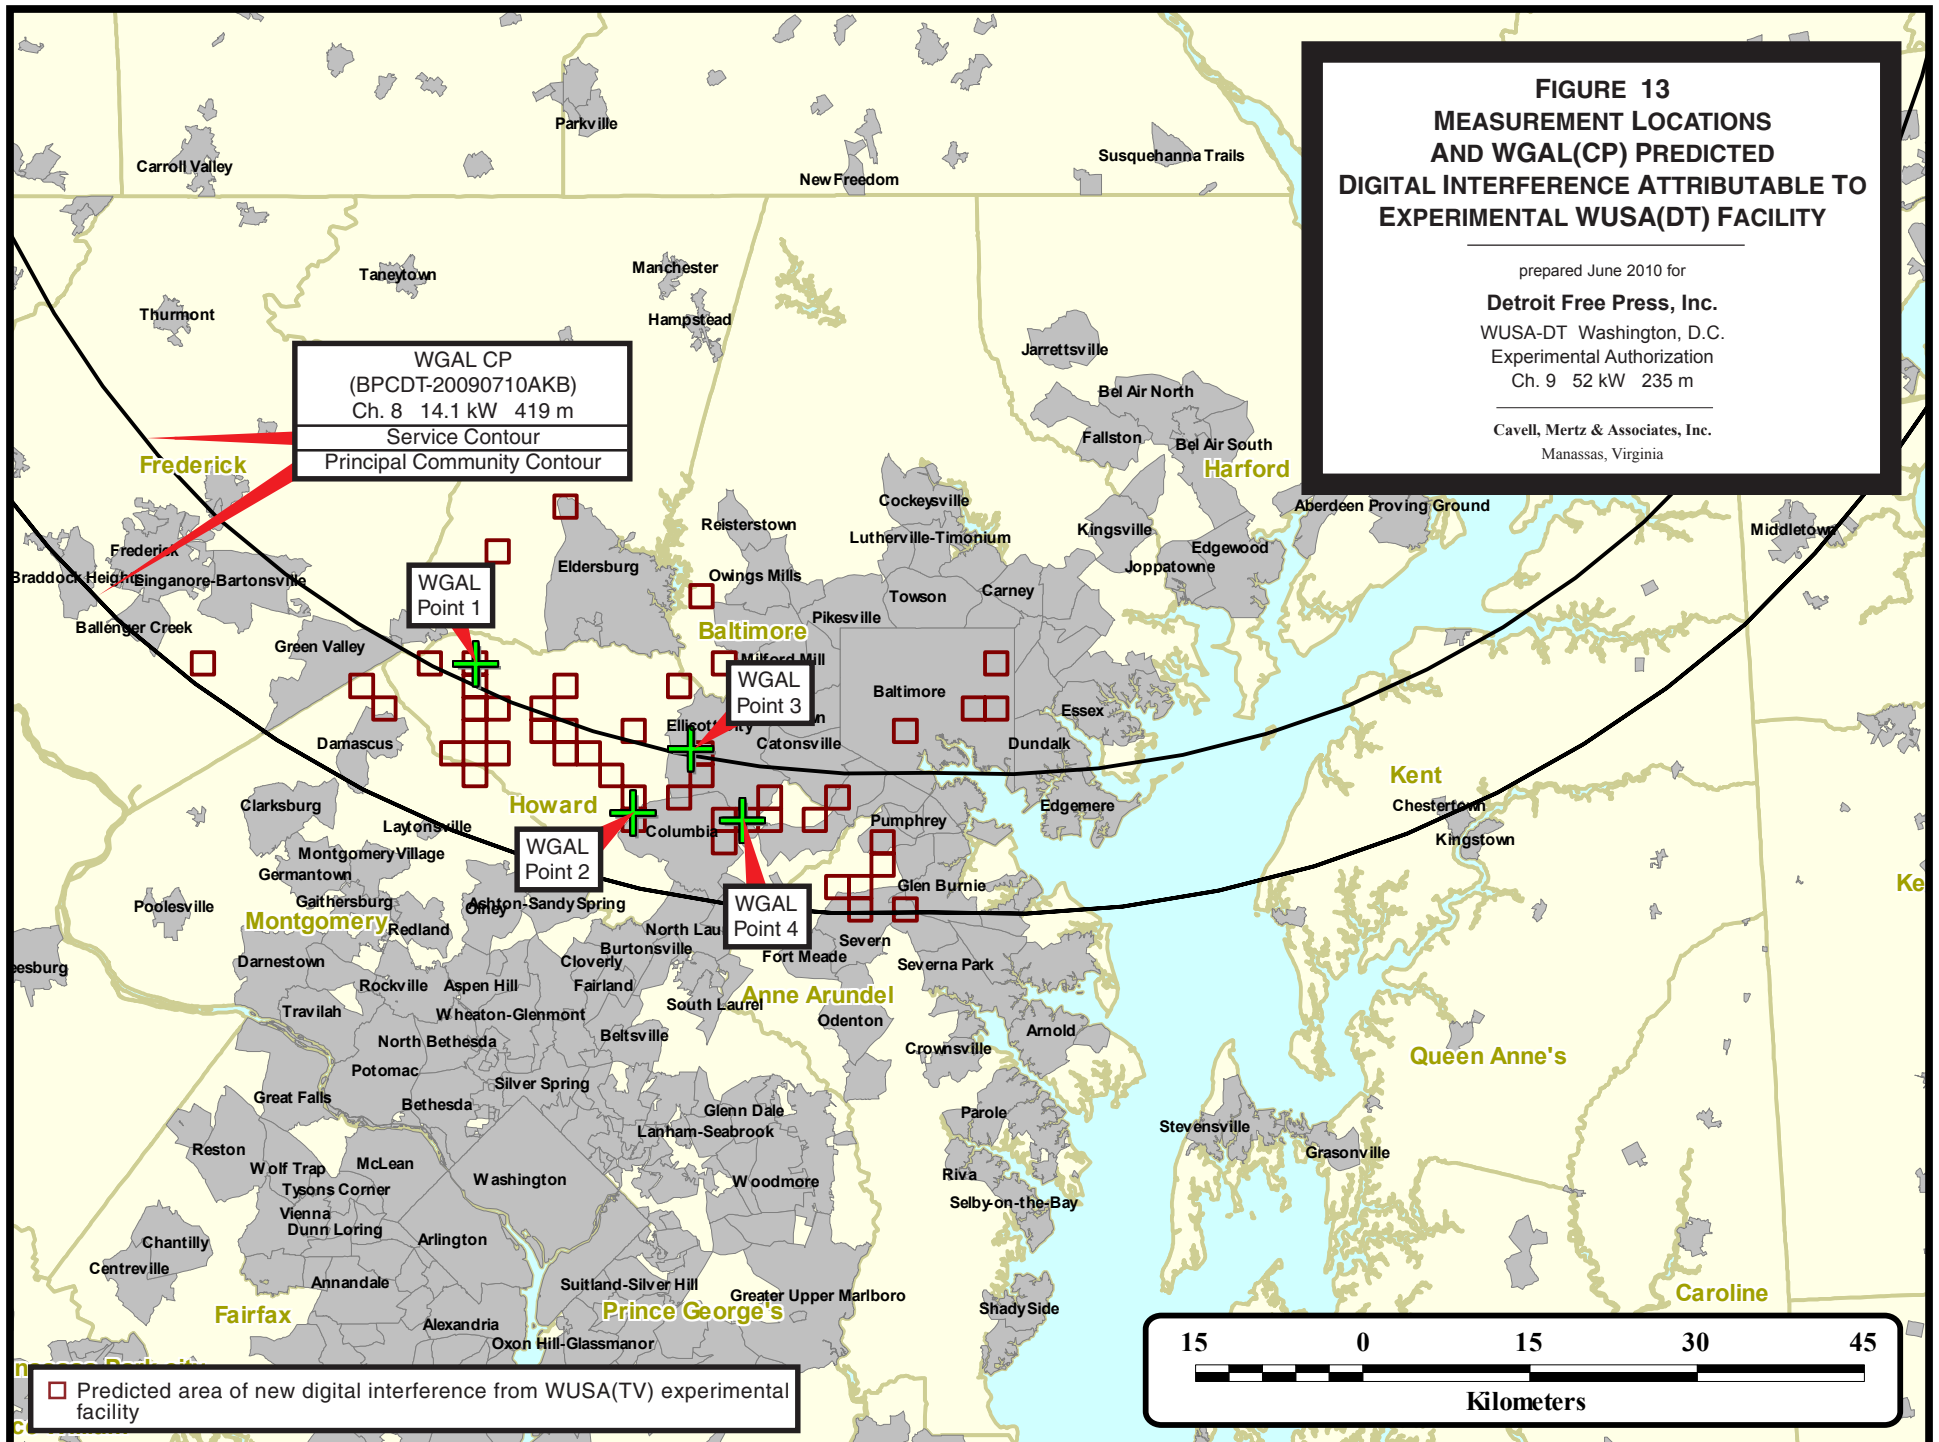 FIGURE 13
MEASUREMENT LOCATIONS
AND WGAL(CP) PREDICTED
DIGITAL INTERFERENCE ATTRIBUTABLE TO
EXPERIMENTAL WUSA(DT) FACILITY
prepared June 2010 for
Detroit Free Press, Inc.
WUSA-DT Washington, D.C.
Experimental Authorization
Ch. 9 52 kW 235 m
Cavell, Mertz & Associates, Inc.
Manassas, Virginia
Parkville
Carroll Valley
New Freedom
Susquehanna Trails
Taneytown
Manchester
Thurmont
Hampstead
Jarrettsville
WGAL CP
(BPCDT-20090710AKB)
Ch. 8 14.1 kW 419 m
Service Contour
Principal Community Contour
Bel Air North
Fallston
Bel Air South
Harford
Frederick
Cockeysville
Aberdeen Proving Ground
Reisterstown
Kingsville
Middletown
Lutherville-Timonium
Edgewood
Frederick
Eldersburg
Joppatowne
Braddock Heights
Singanore-Bartonsville
Owings Mills
WGAL
Point 1
Towson
Carney
Pikesville
Ballenger Creek
Baltimore
Green Valley
Milford Mill
WGAL
Point 3
Baltimore
Essex
Ellicott City
Damascus
Catonsville
Dundalk
Kent
Clarksburg
Howard
Edgemere
Chestertown
Laytonsville
Columbia
Pumphrey
Kingstown
WGAL
Point 2
Montgomery Village
Germantown
Glen Burnie
Ke
Gaithersburg
Poolesville
Ashton-Sandy Spring
Olney
WGAL
Point 4
Montgomery
Redland
North Lau
Severn
Burtonsville
Fort Meade
Darnestown
Cloverly
Severna Park
eesburg
Rockville
Aspen Hill
Fairland
Anne Arundel
South Laurel
Travilah
Wheaton-Glenmont
Odenton
Beltsville
Arnold
North Bethesda
Crownsville
Queen Anne's
Potomac
Silver Spring
Great Falls
Bethesda
Glenn Dale
Parole
Lanham-Seabrook
Stevensville
Reston
Grasonville
Wolf Trap
McLean
Washington
Riva
Woodmore
Tysons Corner
Selby-on-the-Bay
Vienna
Dunn Loring
Chantilly
Arlington
Centreville
Annandale
Suitland-Silver Hill
Greater Upper Marlboro
Caroline
Fairfax
Prince George's
Shady Side
Alexandria
Oxon Hill-Glassmanor
15 0 15 30 45
Kilometers
Predicted area of new digital interference from WUSA(TV) experimental
facility